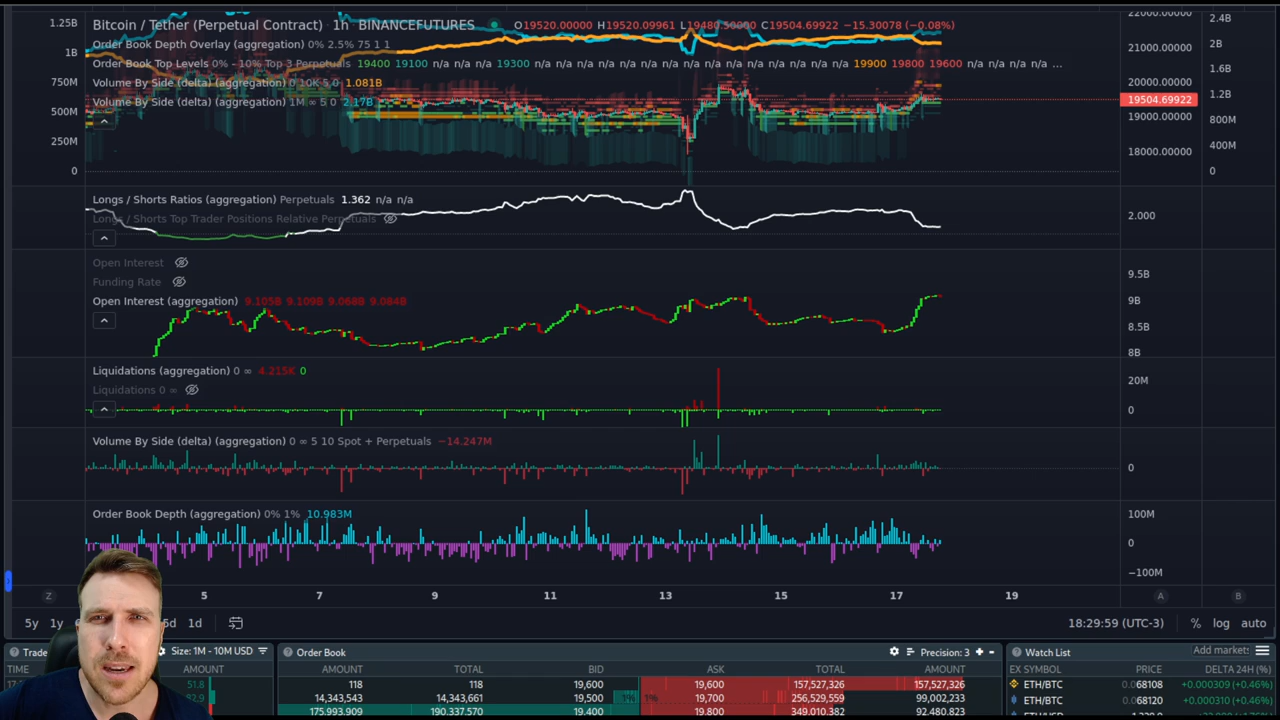 Bitcoin / Tether (Perpetual Contract) · 1h · BINANCEFUTURES O19520.00000 H19520.09961 L19480.50000 C19504.69922 −15.30078 (−0.08%)
Order Book Depth Overlay (aggregation) 0% 2.5% 75 1 1
Order Book Top Levels 0% - 10% Top 3 Perpetuals 19400 19100 n/a n/a n/a 19300 n/a n/a n/a n/a n/a n/a n/a n/a n/a n/a n/a n/a n/a n/a 19900 19800 19600 n/a n/a n/a n/a ...
Volume By Side (delta) (aggregation) 0 10K 5 0 1.081B
Volume By Side (delta) (aggregation) 1M ∞ 5 0 2.17B
1.25B
1B
750M
500M
250M
0
22000.00000
21000.00000
20000.00000
19504.69922
19000.00000
18000.00000
2.4B
2B
1.6B
1.2B
800M
400M
0
Longs / Shorts Ratios (aggregation) Perpetuals 1.362 n/a n/a
Longs / Shorts Top Trader Positions Relative Perpetuals
2.000
Open Interest
Funding Rate
Open Interest (aggregation) 9.105B 9.109B 9.068B 9.084B
9.5B
9B
8.5B
8B
Liquidations (aggregation) 0 ∞ 4.215K 0
Liquidations 0 ∞
20M
0
Volume By Side (delta) (aggregation) 0 ∞ 5 10 Spot + Perpetuals −14.247M
0
Order Book Depth (aggregation) 0% 1% 10.983M
100M
0
−100M
Z 5 7 9 11 13 15 17 19 A B
5y 1y 5d 1d 18:29:59 (UTC-3) % log auto
Trade Size: 1M - 10M USD
TIME AMOUNT
51.8
Order Book Precision: 3
AMOUNT TOTAL BID ASK TOTAL AMOUNT
118 118 19,600 19,600 157,527,326 157,527,326
14,343,543 14,343,661 19,500 1% 1% 19,700 256,529,559 99,002,233
175,993,909 190,337,570 19,400 19,800 349,010,382 92,480,823
Watch List Add markets
EX SYMBOL PRICE DELTA 24H (%)
ETH/BTC 0.068108 +0.000309 (+0.46%)
ETH/BTC 0.068120 +0.000310 (+0.46%)